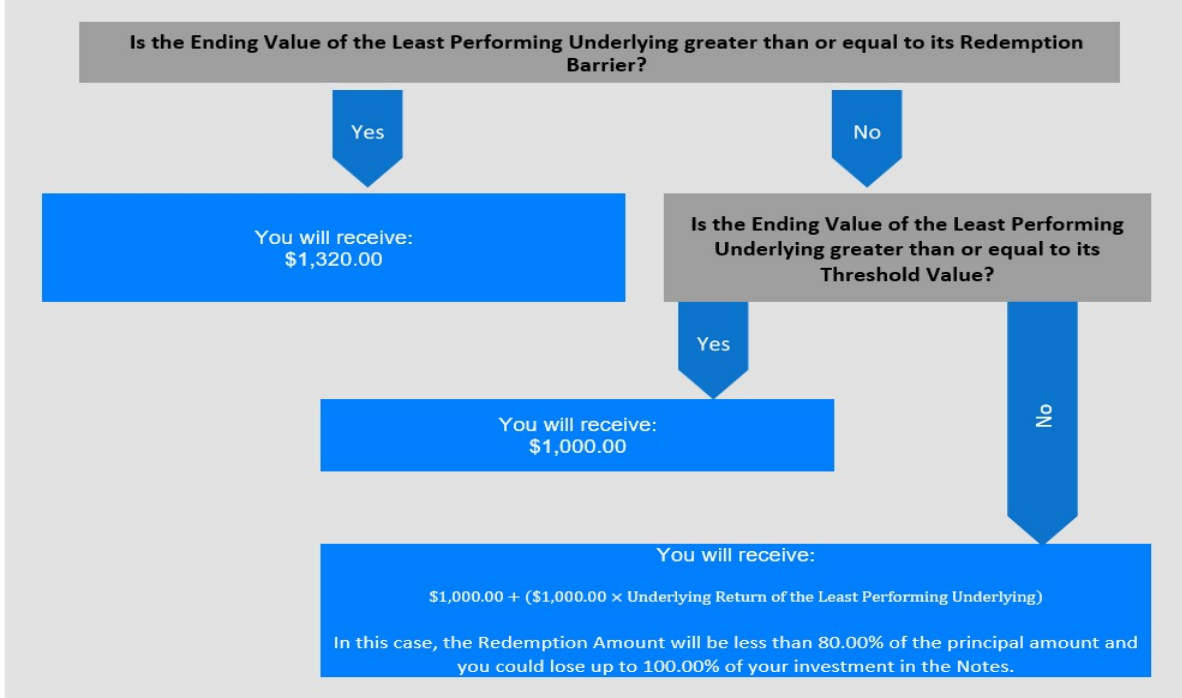 Is the Ending Value of the Least Performing Underlying greater than or equal to its Redemption
Barrier?
Yes
No
You will receive:
$1,320.00
Is the Ending Value of the Least Performing
Underlying greater than or equal to its
Threshold Value?
Yes
No
You will receive:
$1,000.00
You will receive:
$1,000.00 + ($1,000.00 × Underlying Return of the Least Performing Underlying)
In this case, the Redemption Amount will be less than 80.00% of the principal amount and
you could lose up to 100.00% of your investment in the Notes.